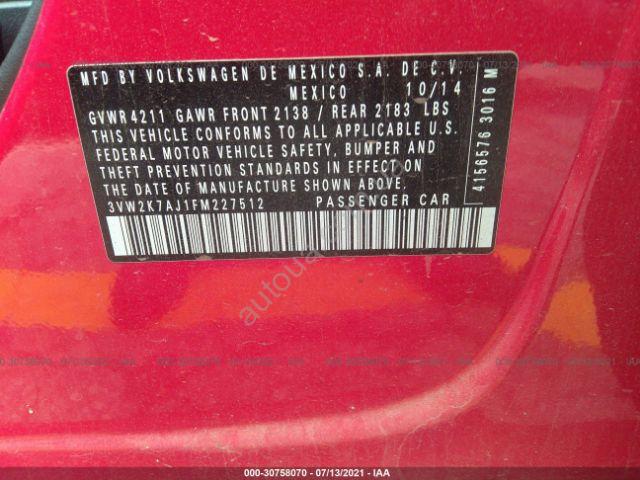 MFD BY VOLKSWAGEN DE MEXICO S.A. DE C.V.
MEXICO 10/14
GVWR 4211 GAWR FRONT 2138 / REAR 2183 LBS
THIS VEHICLE CONFORMS TO ALL APPLICABLE U.S.
FEDERAL MOTOR VEHICLE SAFETY, BUMPER AND
THEFT PREVENTION STANDARDS IN EFFECT ON
THE DATE OF MANUFACTURE SHOWN ABOVE.
3VW2K7AJ1FM227512 PASSENGER CAR
4156576 3016 M
000-30758070 / 07/13/2021 - IAA